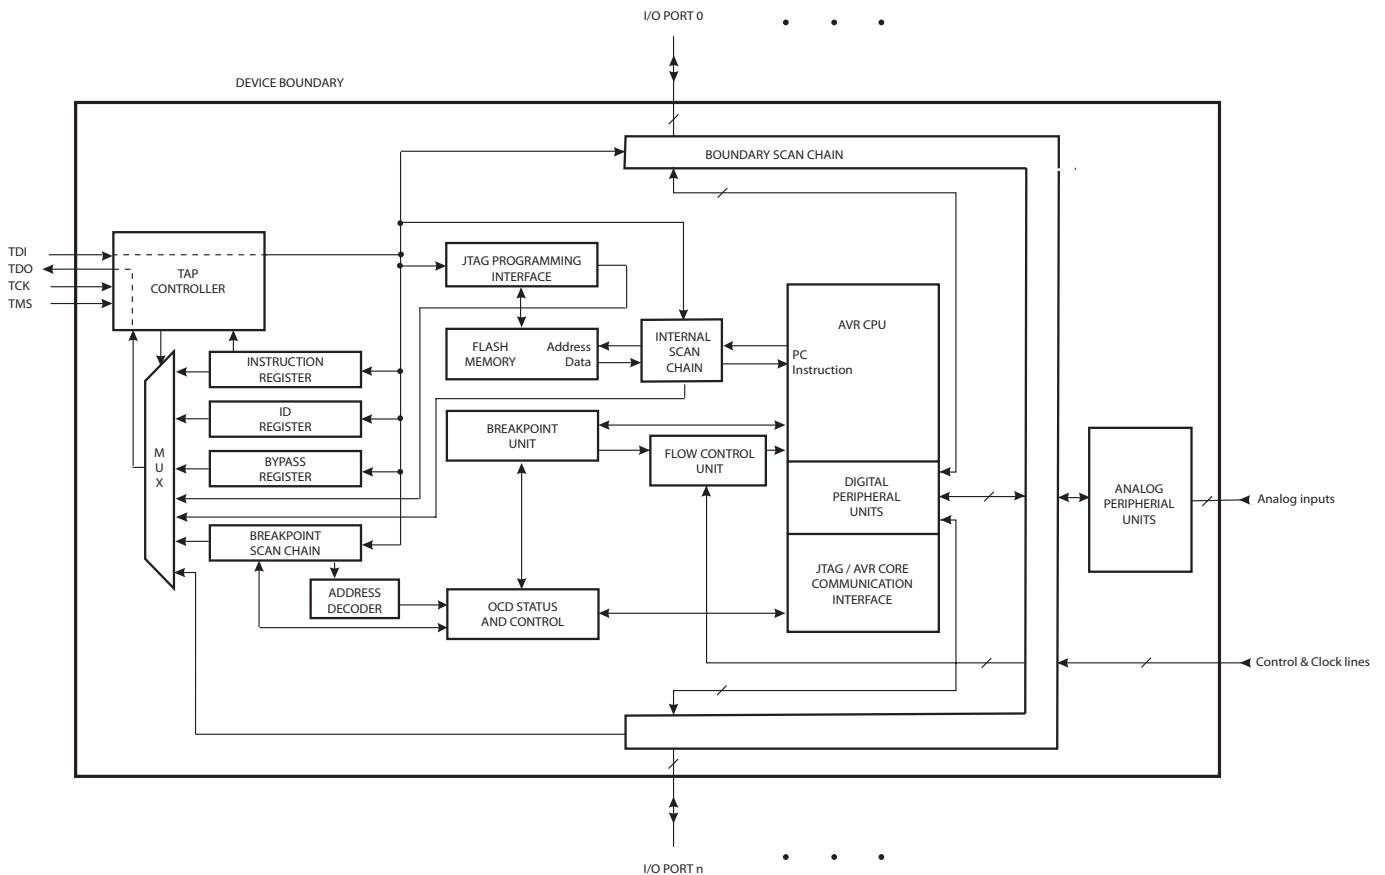 I/O PORT 0
DEVICE BOUNDARY
BOUNDARY SCAN CHAIN
TDI
TDO
TCK
TMS
TAP
CONTROLLER
JTAG PROGRAMMING
INTERFACE
AVR CPU
FLASH
MEMORY
Address
Data
INTERNAL
SCAN
CHAIN
PC
Instruction
INSTRUCTION
REGISTER
ID
REGISTER
BREAKPOINT
UNIT
FLOW CONTROL
UNIT
M
U
X
BYPASS
REGISTER
DIGITAL
PERIPHERAL
UNITS
ANALOG
PERIPHERIAL
UNITS
Analog inputs
BREAKPOINT
SCAN CHAIN
JTAG / AVR CORE
COMMUNICATION
INTERFACE
ADDRESS
DECODER
OCD STATUS
AND CONTROL
Control & Clock lines
I/O PORT n